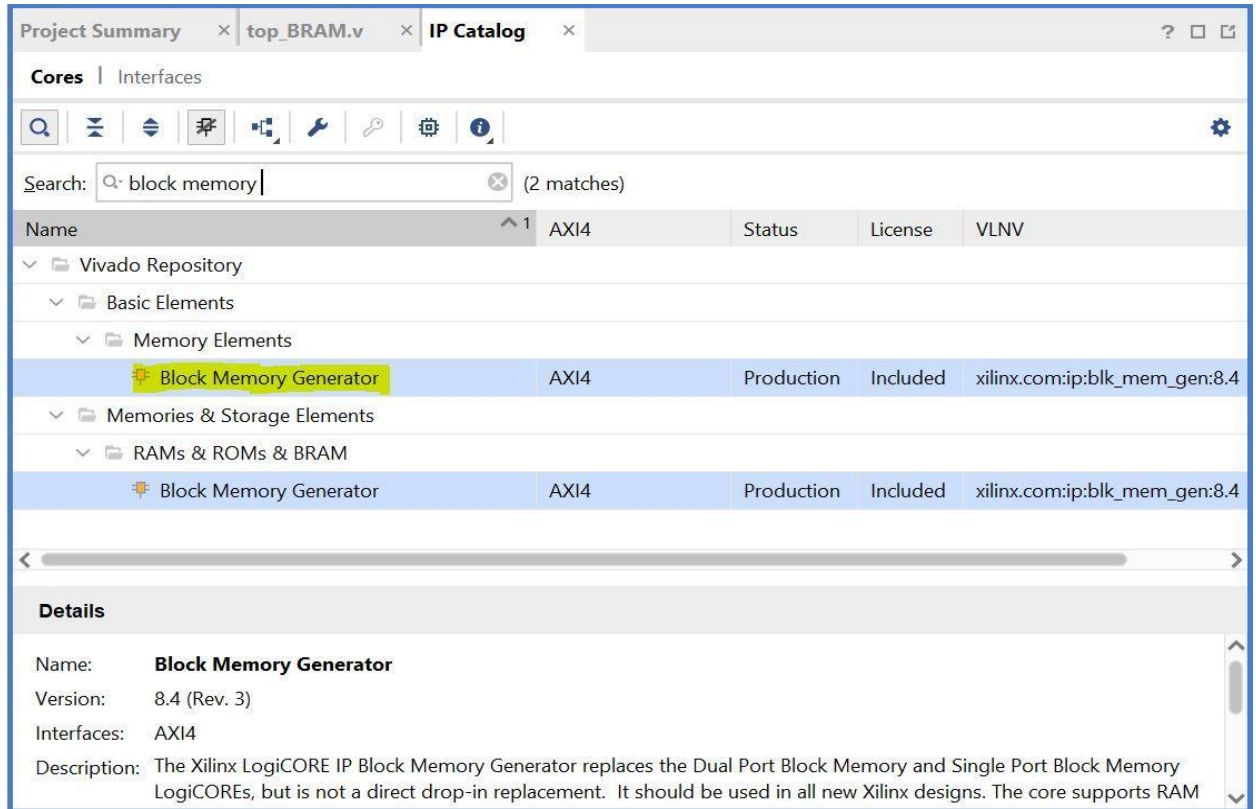 Project Summary × top_BRAM.v × IP Catalog × ?
Cores | Interfaces
Search: block memory (2 matches)
Name 1 AXI4 Status License VLNV
Vivado Repository
Basic Elements
Memory Elements
Block Memory Generator AXI4 Production Included xilinx.com:ip:blk_mem_gen:8.4
Memories & Storage Elements
RAMs & ROMs & BRAM
Block Memory Generator AXI4 Production Included xilinx.com:ip:blk_mem_gen:8.4
Details
Name: Block Memory Generator
Version: 8.4 (Rev. 3)
Interfaces: AXI4
Description: The Xilinx LogiCORE IP Block Memory Generator replaces the Dual Port Block Memory and Single Port Block Memory
LogiCOREs, but is not a direct drop-in replacement. It should be used in all new Xilinx designs. The core supports RAM